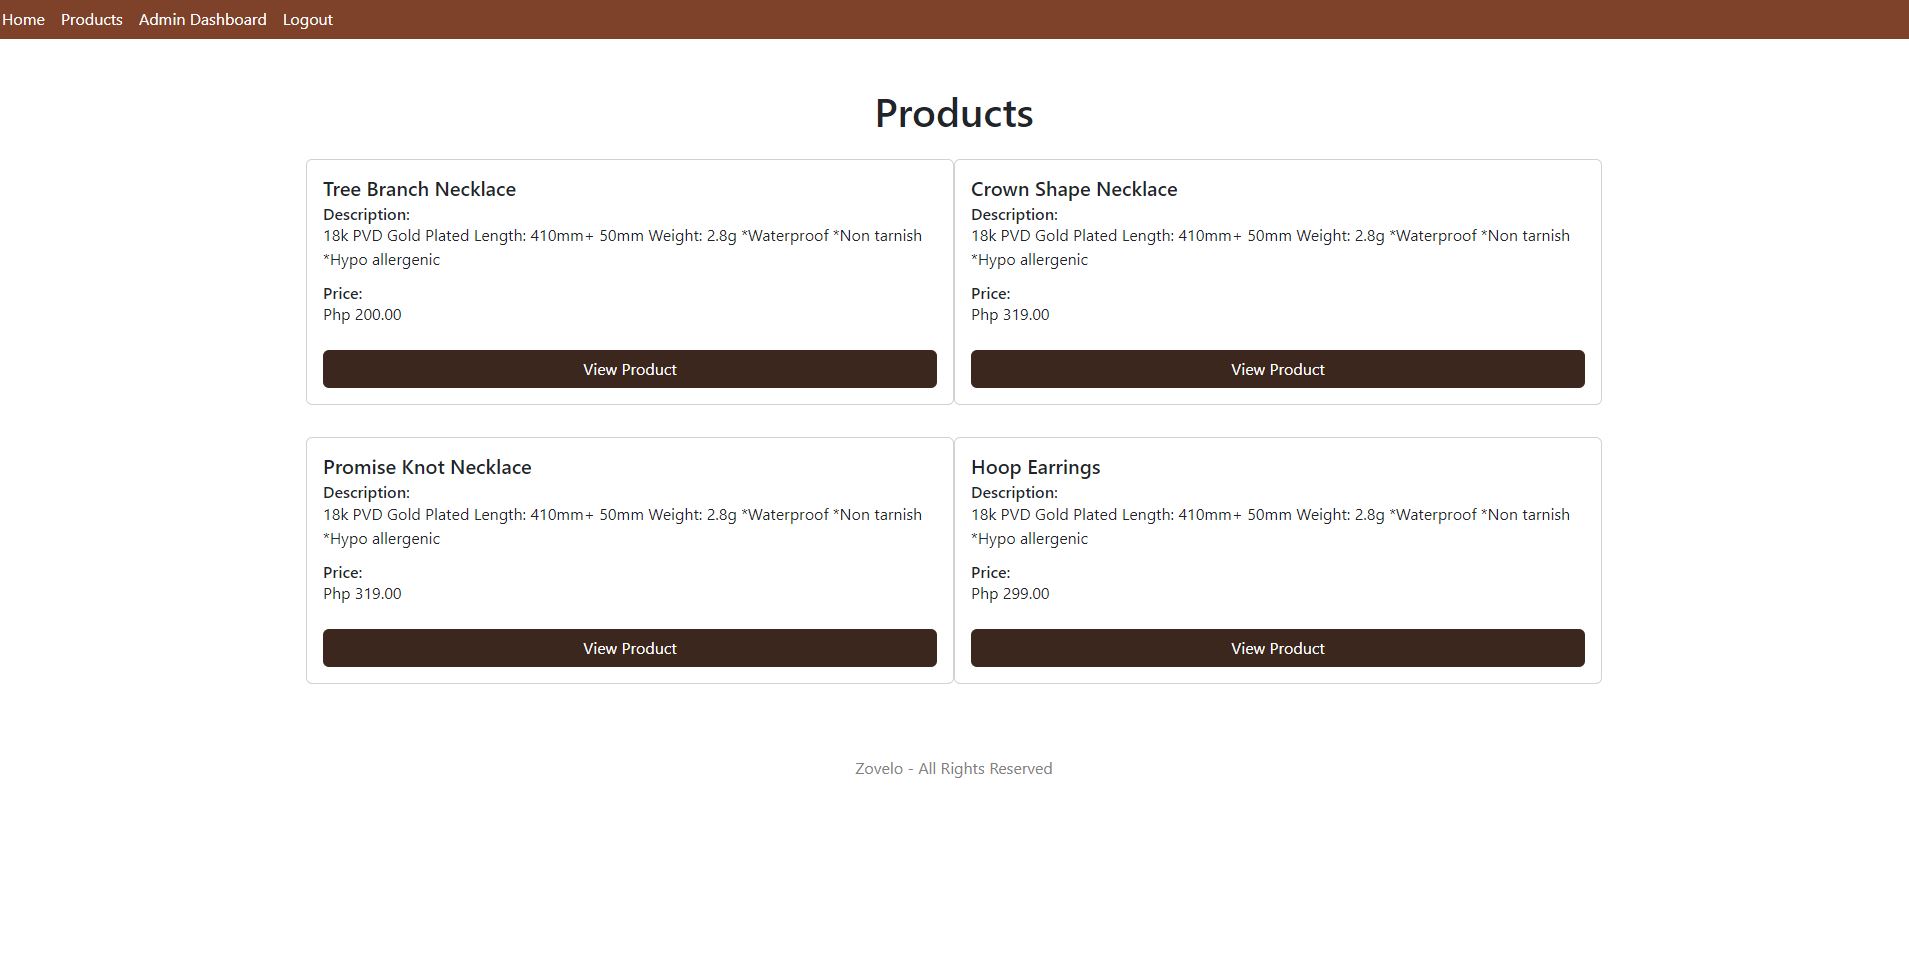 Home Products Admin Dashboard Logout
Products
Tree Branch Necklace
Description:
18k PVD Gold Plated Length: 410mm+ 50mm Weight: 2.8g *Waterproof *Non tarnish
*Hypo allergenic
Price:
Php 200.00
View Product
Crown Shape Necklace
Description:
18k PVD Gold Plated Length: 410mm+ 50mm Weight: 2.8g *Waterproof *Non tarnish
*Hypo allergenic
Price:
Php 319.00
View Product
Promise Knot Necklace
Description:
18k PVD Gold Plated Length: 410mm+ 50mm Weight: 2.8g *Waterproof *Non tarnish
*Hypo allergenic
Price:
Php 319.00
View Product
Hoop Earrings
Description:
18k PVD Gold Plated Length: 410mm+ 50mm Weight: 2.8g *Waterproof *Non tarnish
*Hypo allergenic
Price:
Php 299.00
View Product
Zovelo - All Rights Reserved